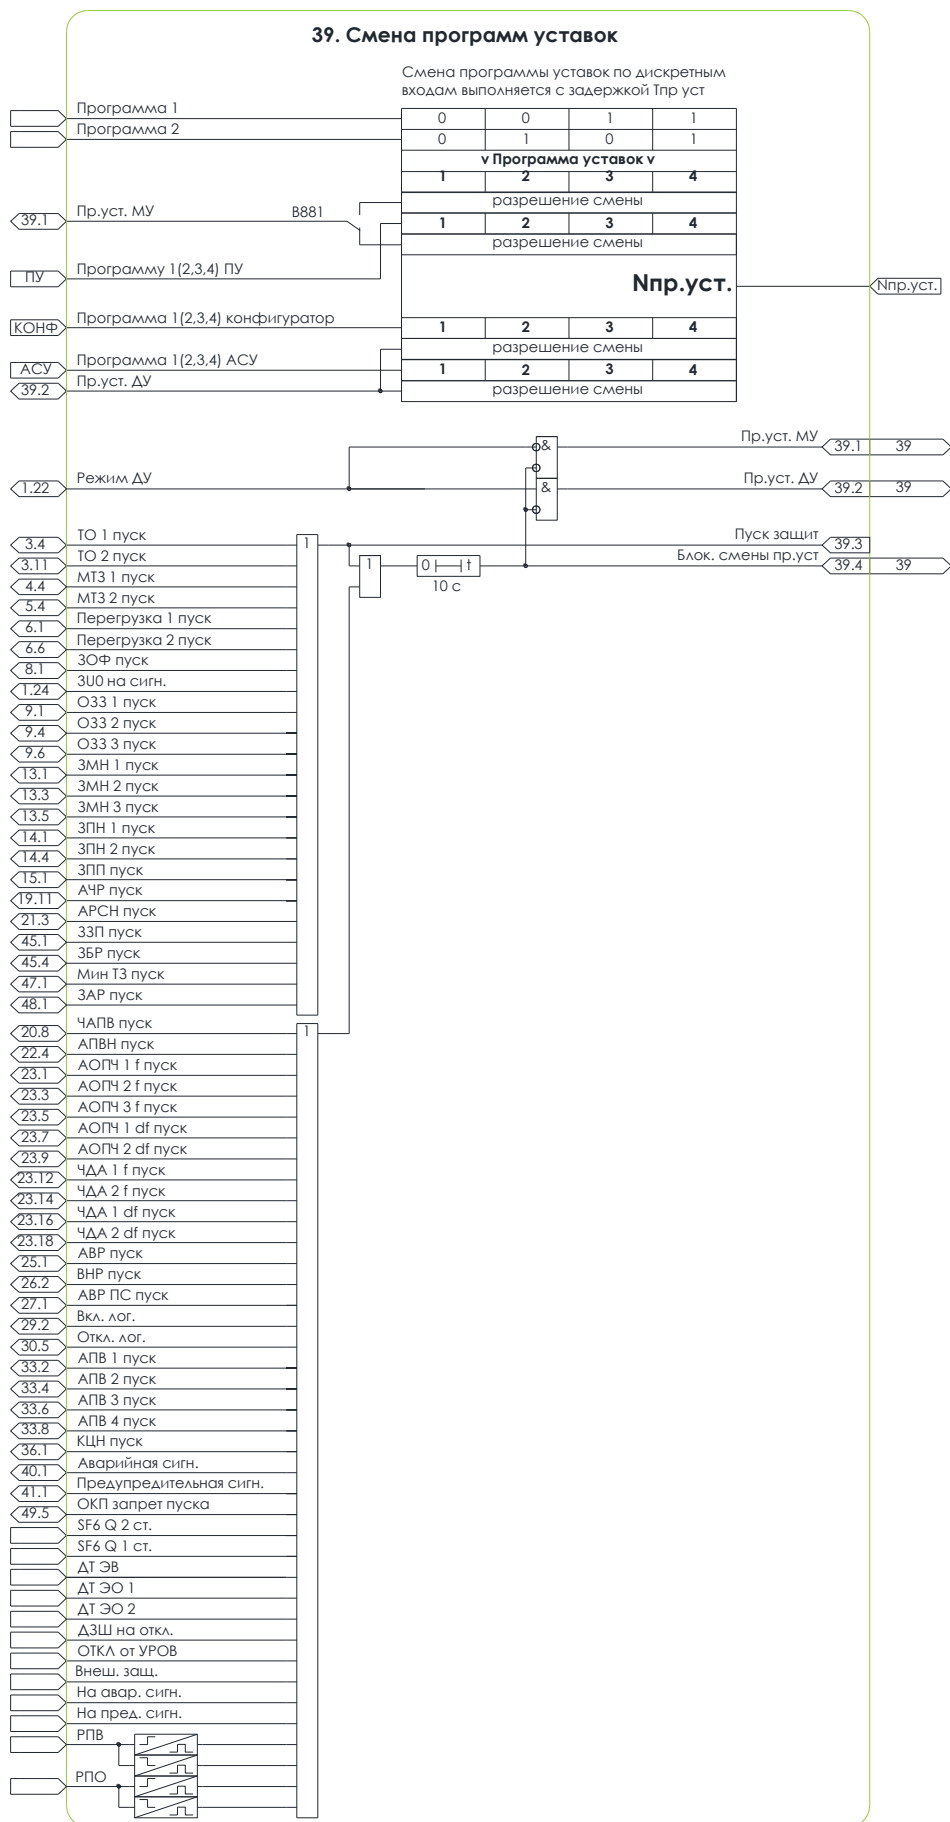 39. Смена программ уставок
Смена программы уставок по дискретным
входам выполняется с задержкой Тпр уст
Программа 1
0 0 1 1
Программа 2
0 1 0 1
v Программа уставок v
1 2 3 4
разрешение смены
39.1 Пр.уст. МУ B881
1 2 3 4
разрешение смены
ПУ Программу 1(2,3,4) ПУ
Nпр.уст. Nпр.уст.
КОНФ Программа 1(2,3,4) конфигуратор
1 2 3 4
разрешение смены
АСУ Программа 1(2,3,4) АСУ
1 2 3 4
39.2 Пр.уст. ДУ
разрешение смены
& Пр.уст. МУ 39.1 39
1.22 Режим ДУ
& Пр.уст. ДУ 39.2 39
3.4 ТО 1 пуск 1 Пуск защит 39.3
3.11 ТО 2 пуск 1 0 t Блок. смены пр.уст 39.4 39
10 с
4.4 МТЗ 1 пуск
5.4 МТЗ 2 пуск
6.1 Перегрузка 1 пуск
6.6 Перегрузка 2 пуск
8.1 ЗОФ пуск
1.24 3U0 на сигн.
9.1 ОЗЗ 1 пуск
9.4 ОЗЗ 2 пуск
9.6 ОЗЗ 3 пуск
13.1 ЗМН 1 пуск
13.3 ЗМН 2 пуск
13.5 ЗМН 3 пуск
14.1 ЗПН 1 пуск
14.4 ЗПН 2 пуск
15.1 ЗПП пуск
19.11 АЧР пуск
21.3 АРСН пуск
45.1 ЗЗП пуск
45.4 ЗБР пуск
47.1 Мин ТЗ пуск
48.1 ЗАР пуск
20.8 ЧАПВ пуск 1
22.4 АПВН пуск
23.1 АОПЧ 1 f пуск
23.3 АОПЧ 2 f пуск
23.5 АОПЧ 3 f пуск
23.7 АОПЧ 1 df пуск
23.9 АОПЧ 2 df пуск
23.12 ЧДА 1 f пуск
23.14 ЧДА 2 f пуск
23.16 ЧДА 1 df пуск
23.18 ЧДА 2 df пуск
25.1 АВР пуск
26.2 ВНР пуск
27.1 АВР ПС пуск
29.2 Вкл. лог.
30.5 Откл. лог.
33.2 АПВ 1 пуск
33.4 АПВ 2 пуск
33.6 АПВ 3 пуск
33.8 АПВ 4 пуск
36.1 КЦН пуск
40.1 Аварийная сигн.
41.1 Предупредительная сигн.
49.5 ОКП запрет пуска
SF6 Q 2 ст.
SF6 Q 1 ст.
ДТ ЭВ
ДТ ЭО 1
ДТ ЭО 2
ДЗШ на откл.
ОТКЛ от УРОВ
Внеш. защ.
На авар. сигн.
На пред. сигн.
РПВ
РПО